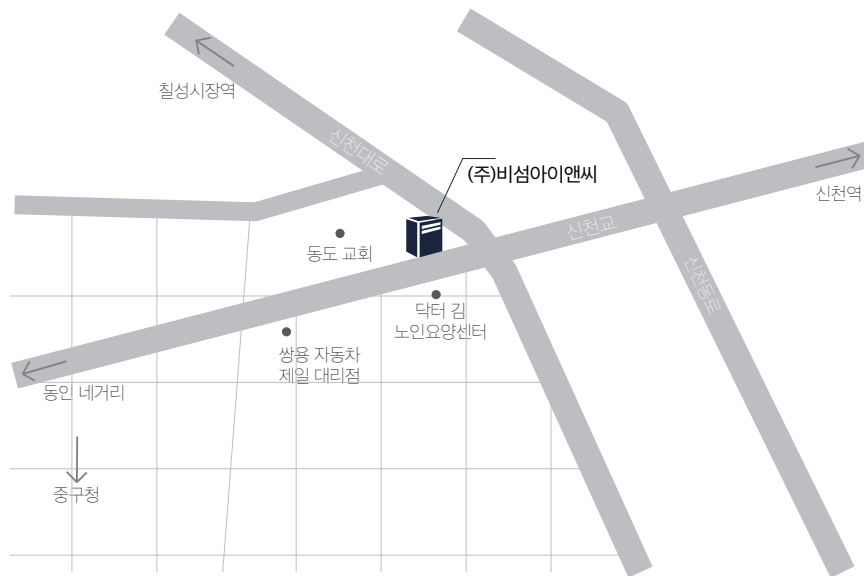 칠성시장역
신천대로
(주)비섬아이앤씨
신천역
신천교
동도 교회
신천동로
닥터 김
노인요양센터
쌍용 자동차
제일 대리점
동인 네거리
중구청